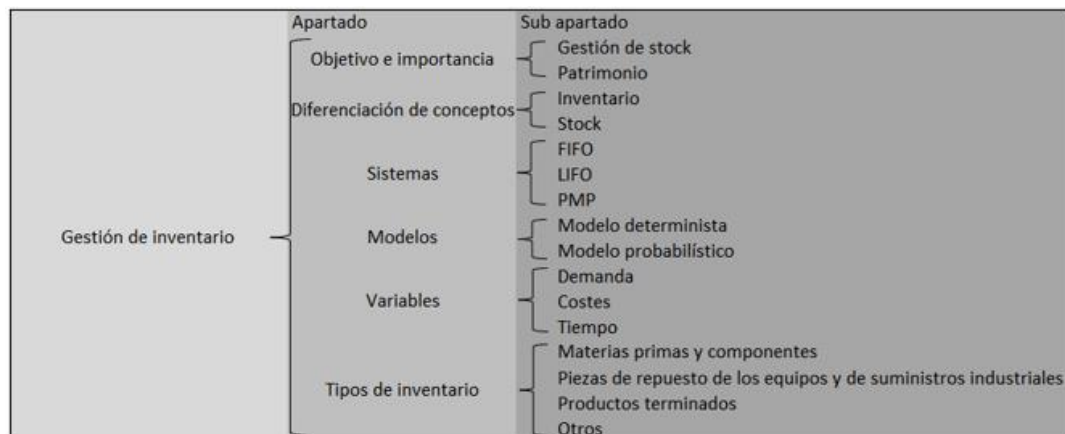 Apartado
Sub apartado
Gestión de inventario
Objetivo e importancia
Gestión de stock
Patrimonio
Diferenciación de conceptos
Inventario
Stock
Sistemas
FIFO
LIFO
PMP
Modelos
Modelo determinista
Modelo probabilístico
Variables
Demanda
Costes
Tiempo
Tipos de inventario
Materias primas y componentes
Piezas de repuesto de los equipos y de suministros industriales
Productos terminados
Otros